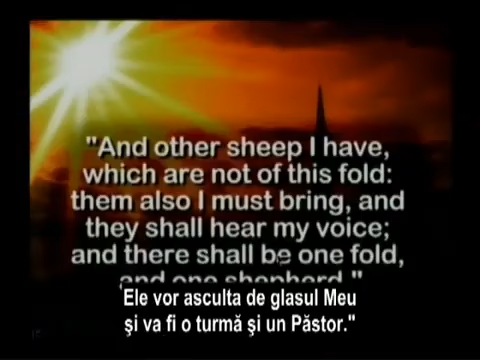 "And other sheep I have,
which are not of this fold:
them also I must bring, and
they shall hear my voice;
and there shall be one fold,
and one shepherd."
Ele vor asculta de glasul Meu
şi va fi o turmă şi un Păstor."